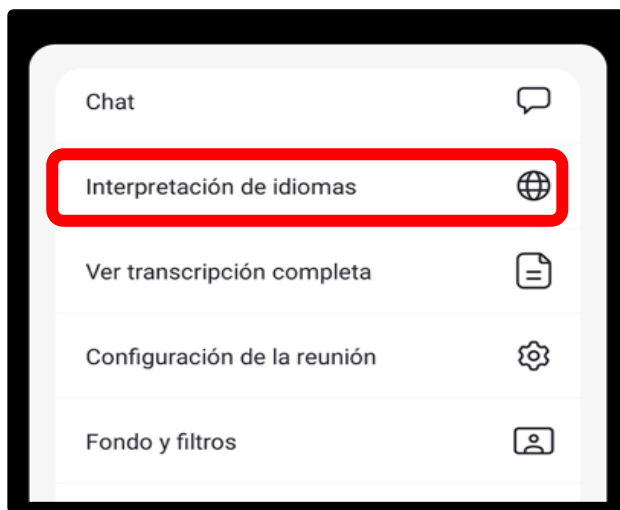 Chat
Interpretación de idiomas
Ver transcripción completa
Configuración de la reunión
Fondo y filtros